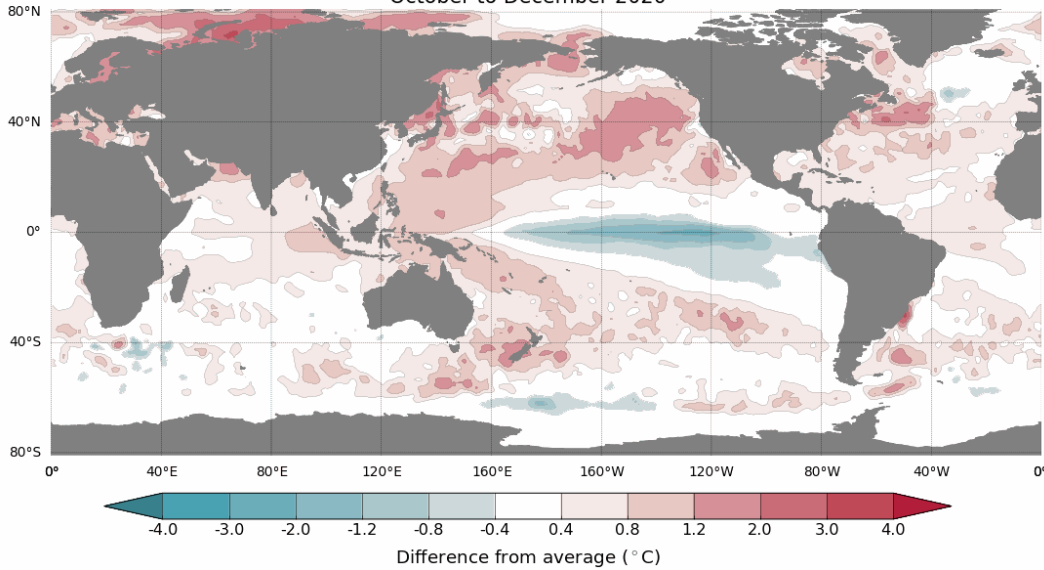 October to December 2020
80°N
40°N
0°
40°S
80°S
0° 40°E 80°E 120°E 160°E 160°W 120°W 80°W 40°W 0°
-4.0 -3.0 -2.0 -1.2 -0.8 -0.4 0.4 0.8 1.2 2.0 3.0 4.0
Difference from average (°C)